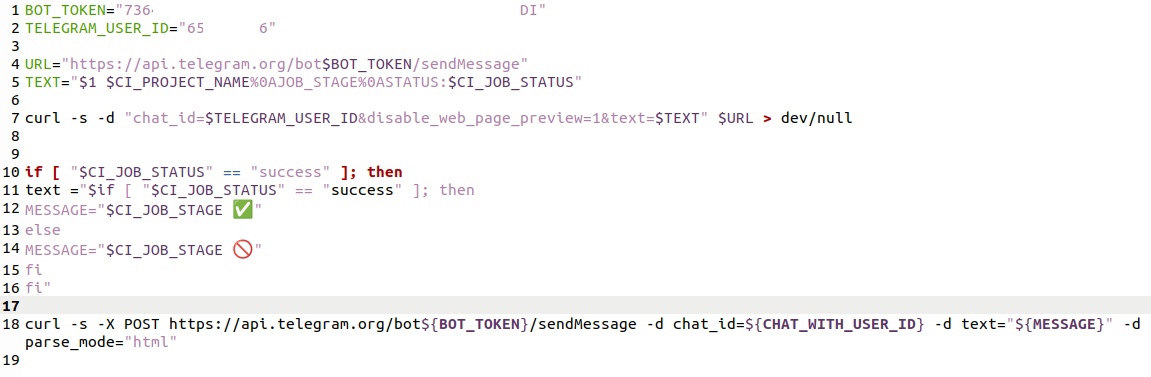 1 BOT_TOKEN="736 DI"
2 TELEGRAM_USER_ID="65 6"
3
4 URL="https://api.telegram.org/bot$BOT_TOKEN/sendMessage"
5 TEXT="$1 $CI_PROJECT_NAME%0AJOB_STAGE%0ASTATUS:$CI_JOB_STATUS"
6
7 curl -s -d "chat_id=$TELEGRAM_USER_ID&disable_web_page_preview=1&text=$TEXT" $URL > dev/null
8
9
10 if [ "$CI_JOB_STATUS" == "success" ]; then
11 text ="$if [ "$CI_JOB_STATUS" == "success" ]; then
12 MESSAGE="$CI_JOB_STAGE ✅"
13 else
14 MESSAGE="$CI_JOB_STAGE 🚫"
15 fi
16 fi"
17
18 curl -s -X POST https://api.telegram.org/bot${BOT_TOKEN}/sendMessage -d chat_id=${CHAT_WITH_USER_ID} -d text="${MESSAGE}" -d
parse_mode="html"
19